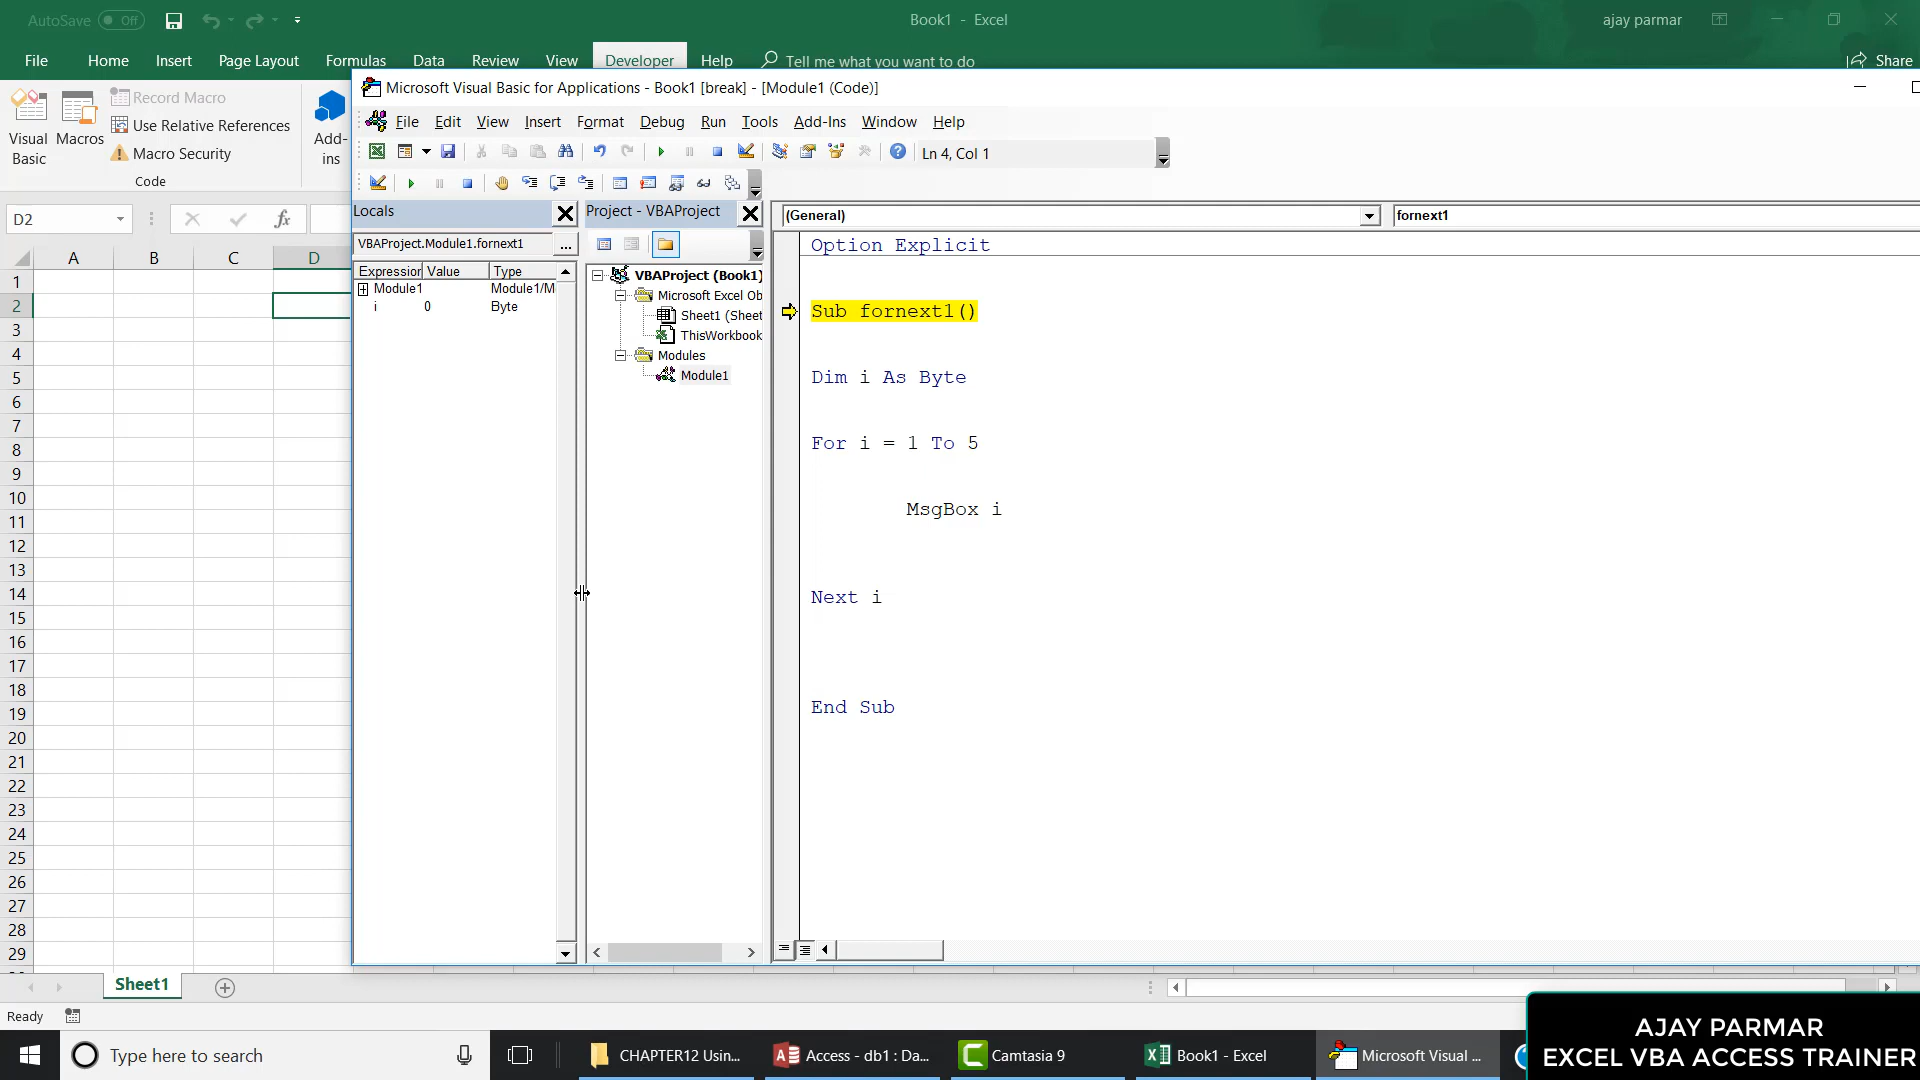 AutoSave Off
Book1 - Excel
ajay parmar
File Home Insert Page Layout Formulas Data Review View Developer Help Tell me what you want to do Share
Visual Basic
Macros
Record Macro
Use Relative References
Macro Security
Code
Add-ins
Microsoft Visual Basic for Applications - Book1 [break] - [Module1 (Code)]
File Edit View Insert Format Debug Run Tools Add-Ins Window Help
Ln 4, Col 1
D2
fx
A B C D
1
2
3
4
5
6
7
8
9
10
11
12
13
14
15
16
17
18
19
20
21
22
23
24
25
26
27
28
29
Locals
VBAProject.Module1.fornext1 ...
Expression Value Type
Module1 Module1/M
i 0 Byte
Project - VBAProject
VBAProject (Book1)
Microsoft Excel Ob
Sheet1 (Sheet
ThisWorkbook
Modules
Module1
(General) fornext1
Option Explicit
Sub fornext1()
Dim i As Byte
For i = 1 To 5
MsgBox i
Next i
End Sub
Sheet1
Ready
AJAY PARMAR
EXCEL VBA ACCESS TRAINER
Type here to search
CHAPTER12 Usin...
Access - db1 : Da...
Camtasia 9
Book1 - Excel
Microsoft Visual ...